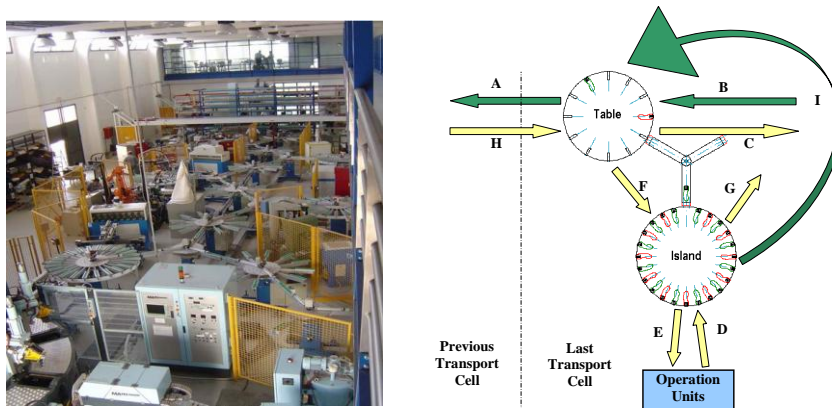 A
B
I
Table
H
C
F
G
Island
E
D
Previous
Transport
Cell
Last
Transport
Cell
Operation
Units